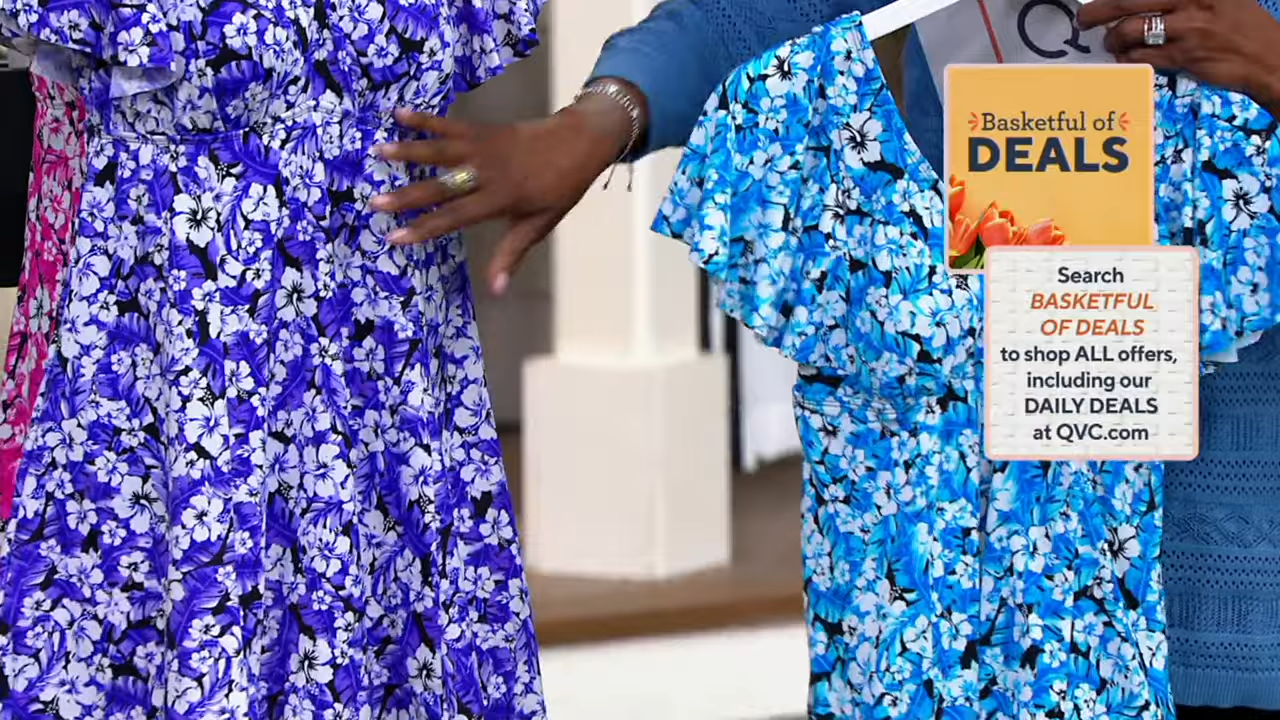 Q
Basketful of
DEALS
Search
BASKETFUL
OF DEALS
to shop ALL offers,
including our
DAILY DEALS
at QVC.com